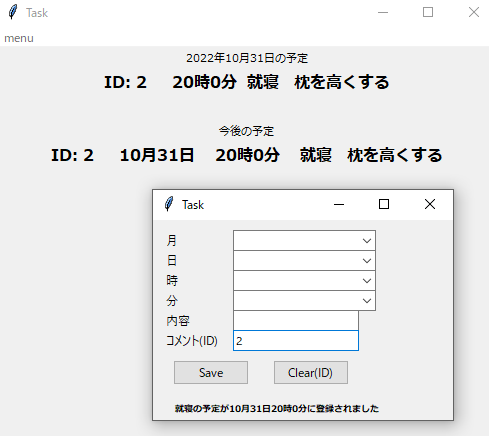 Task
menu
2022年10月31日の予定
ID: 2 20時0分 就寝 枕を高くする
今後の予定
ID: 2 10月31日 20時0分 就寝 枕を高くする
Task
月
日
時
分
内容
コメント(ID) 2
Save Clear(ID)
就寝の予定が10月31日20時0分に登録されました